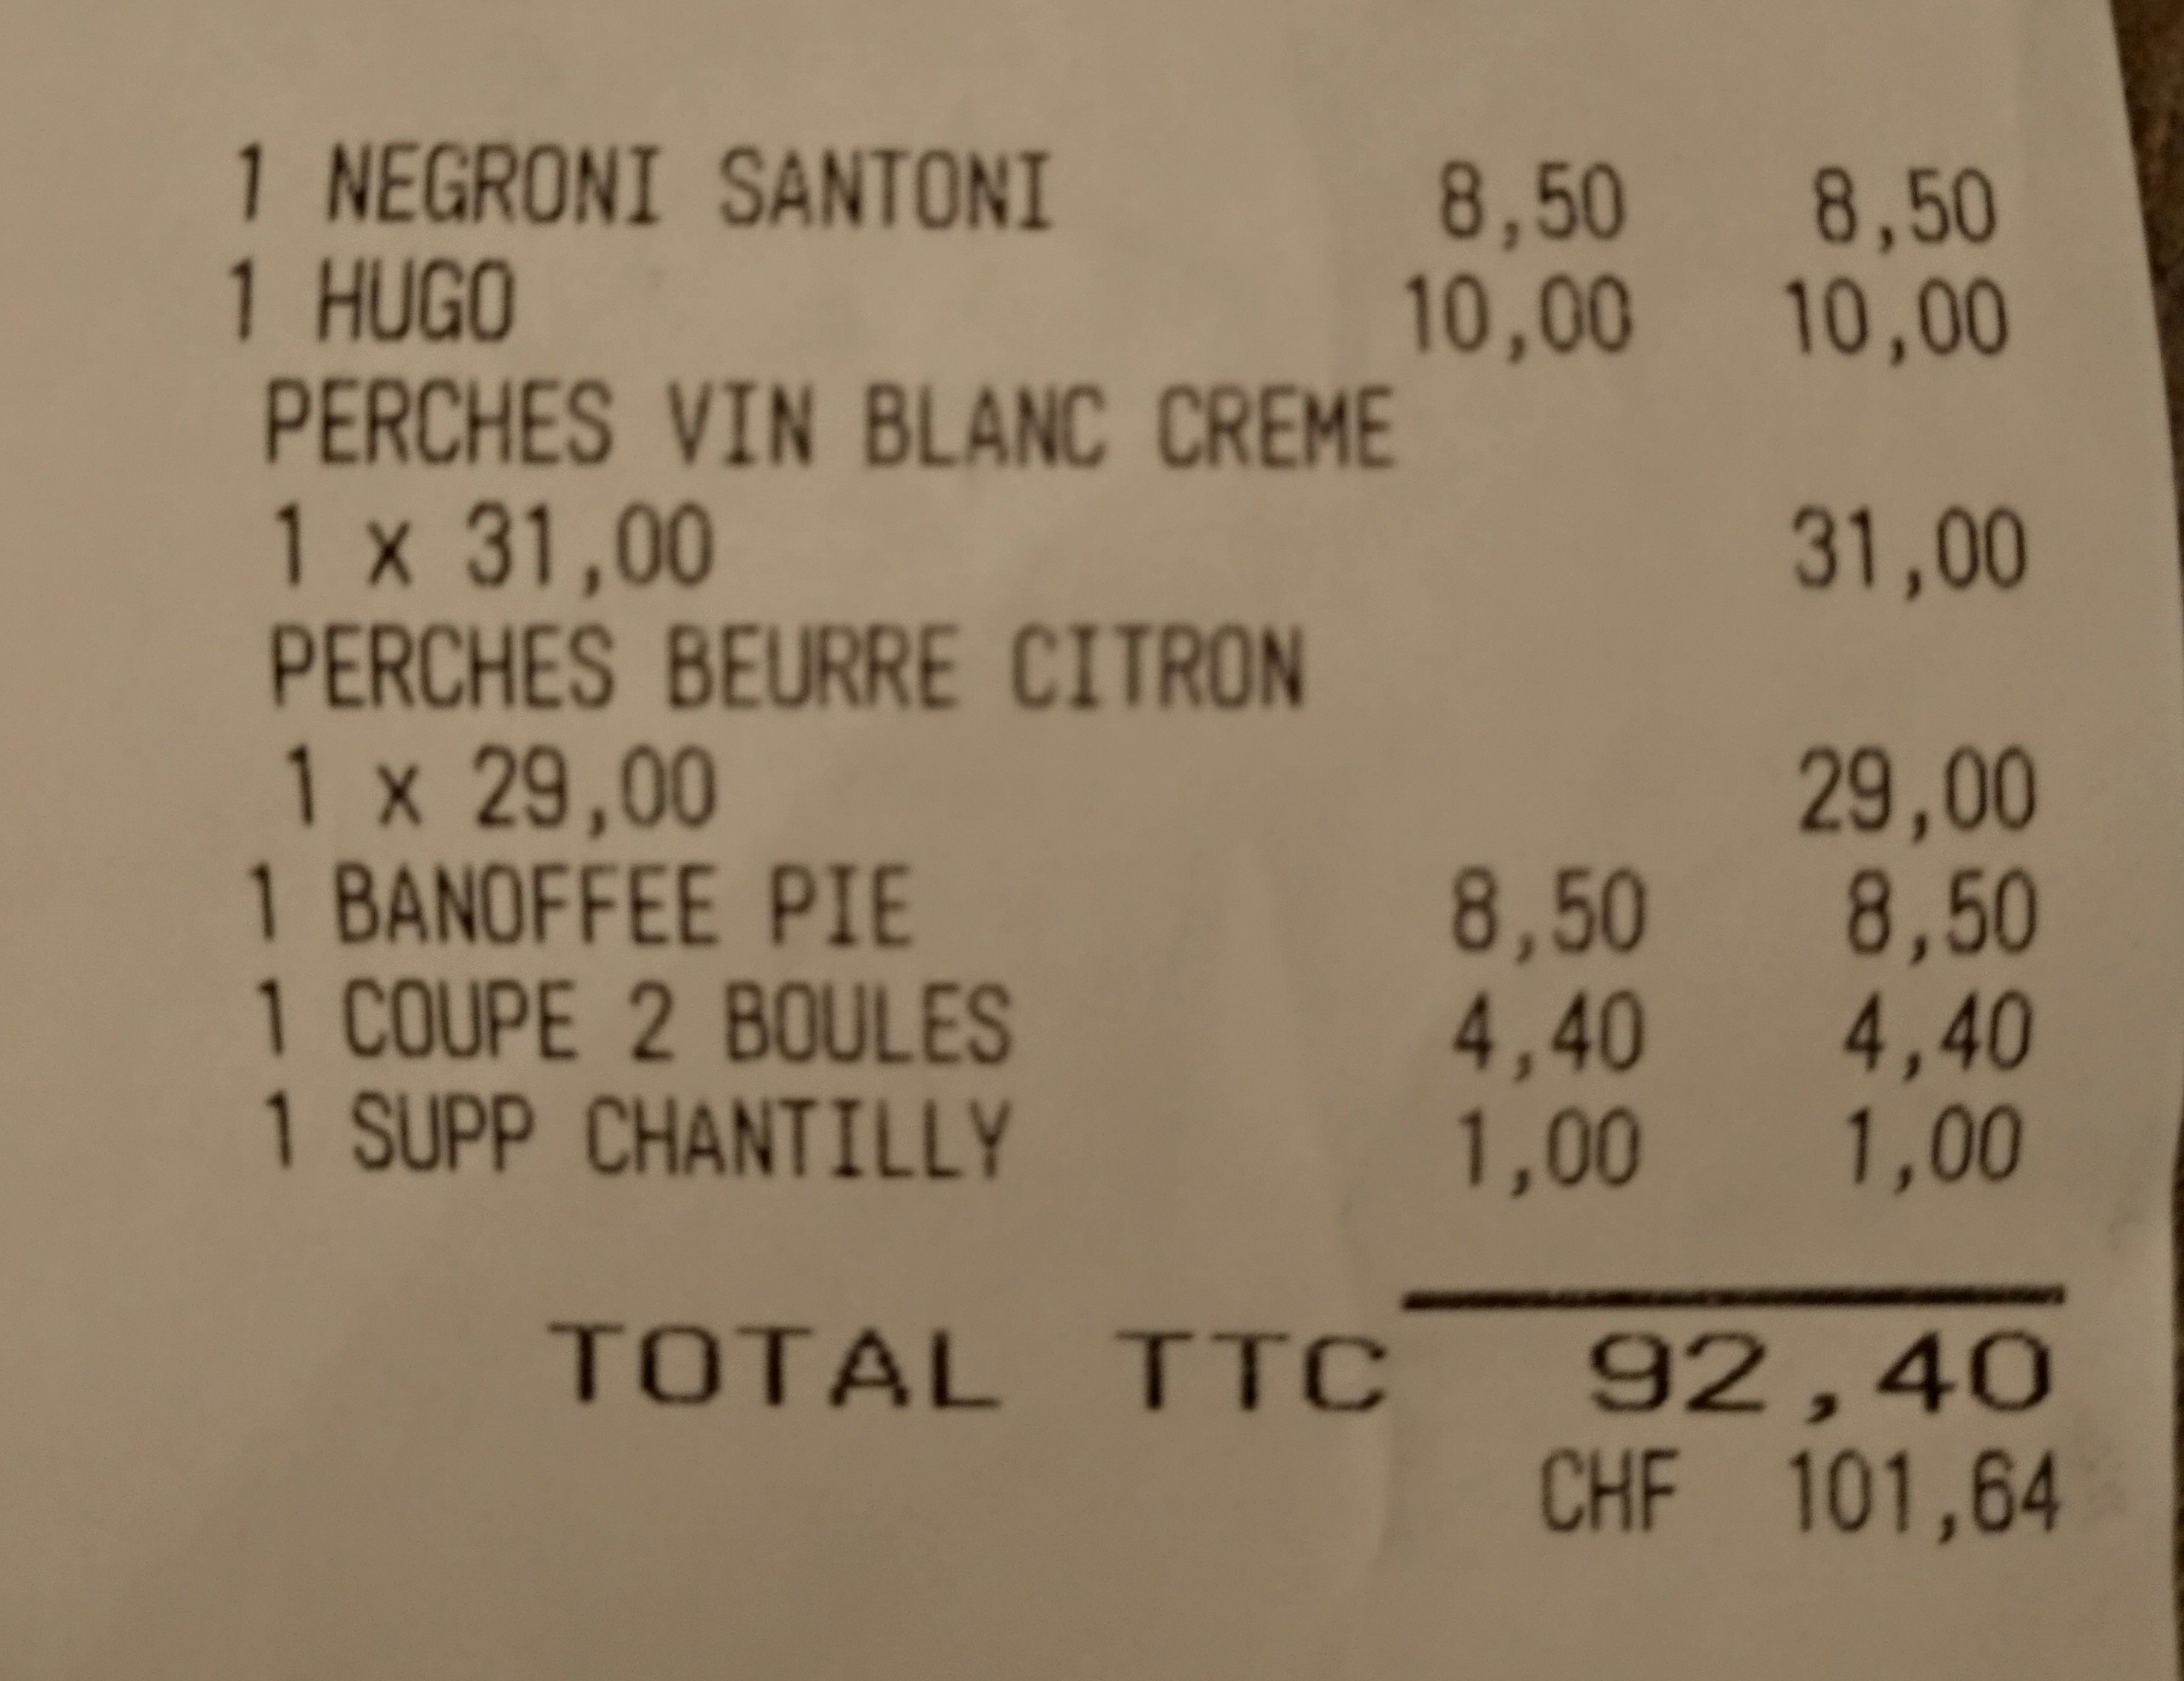 1 NEGRONI SANTONI 8,50 8,50
1 HUGO 10,00 10,00
PERCHES VIN BLANC CREME
1 x 31,00 31,00
PERCHES BEURRE CITRON
1 x 29,00 29,00
1 BANOFFEE PIE 8,50 8,50
1 COUPE 2 BOULES 4,40 4,40
1 SUPP CHANTILLY 1,00 1,00
TOTAL TTC 92,40
CHF 101,64